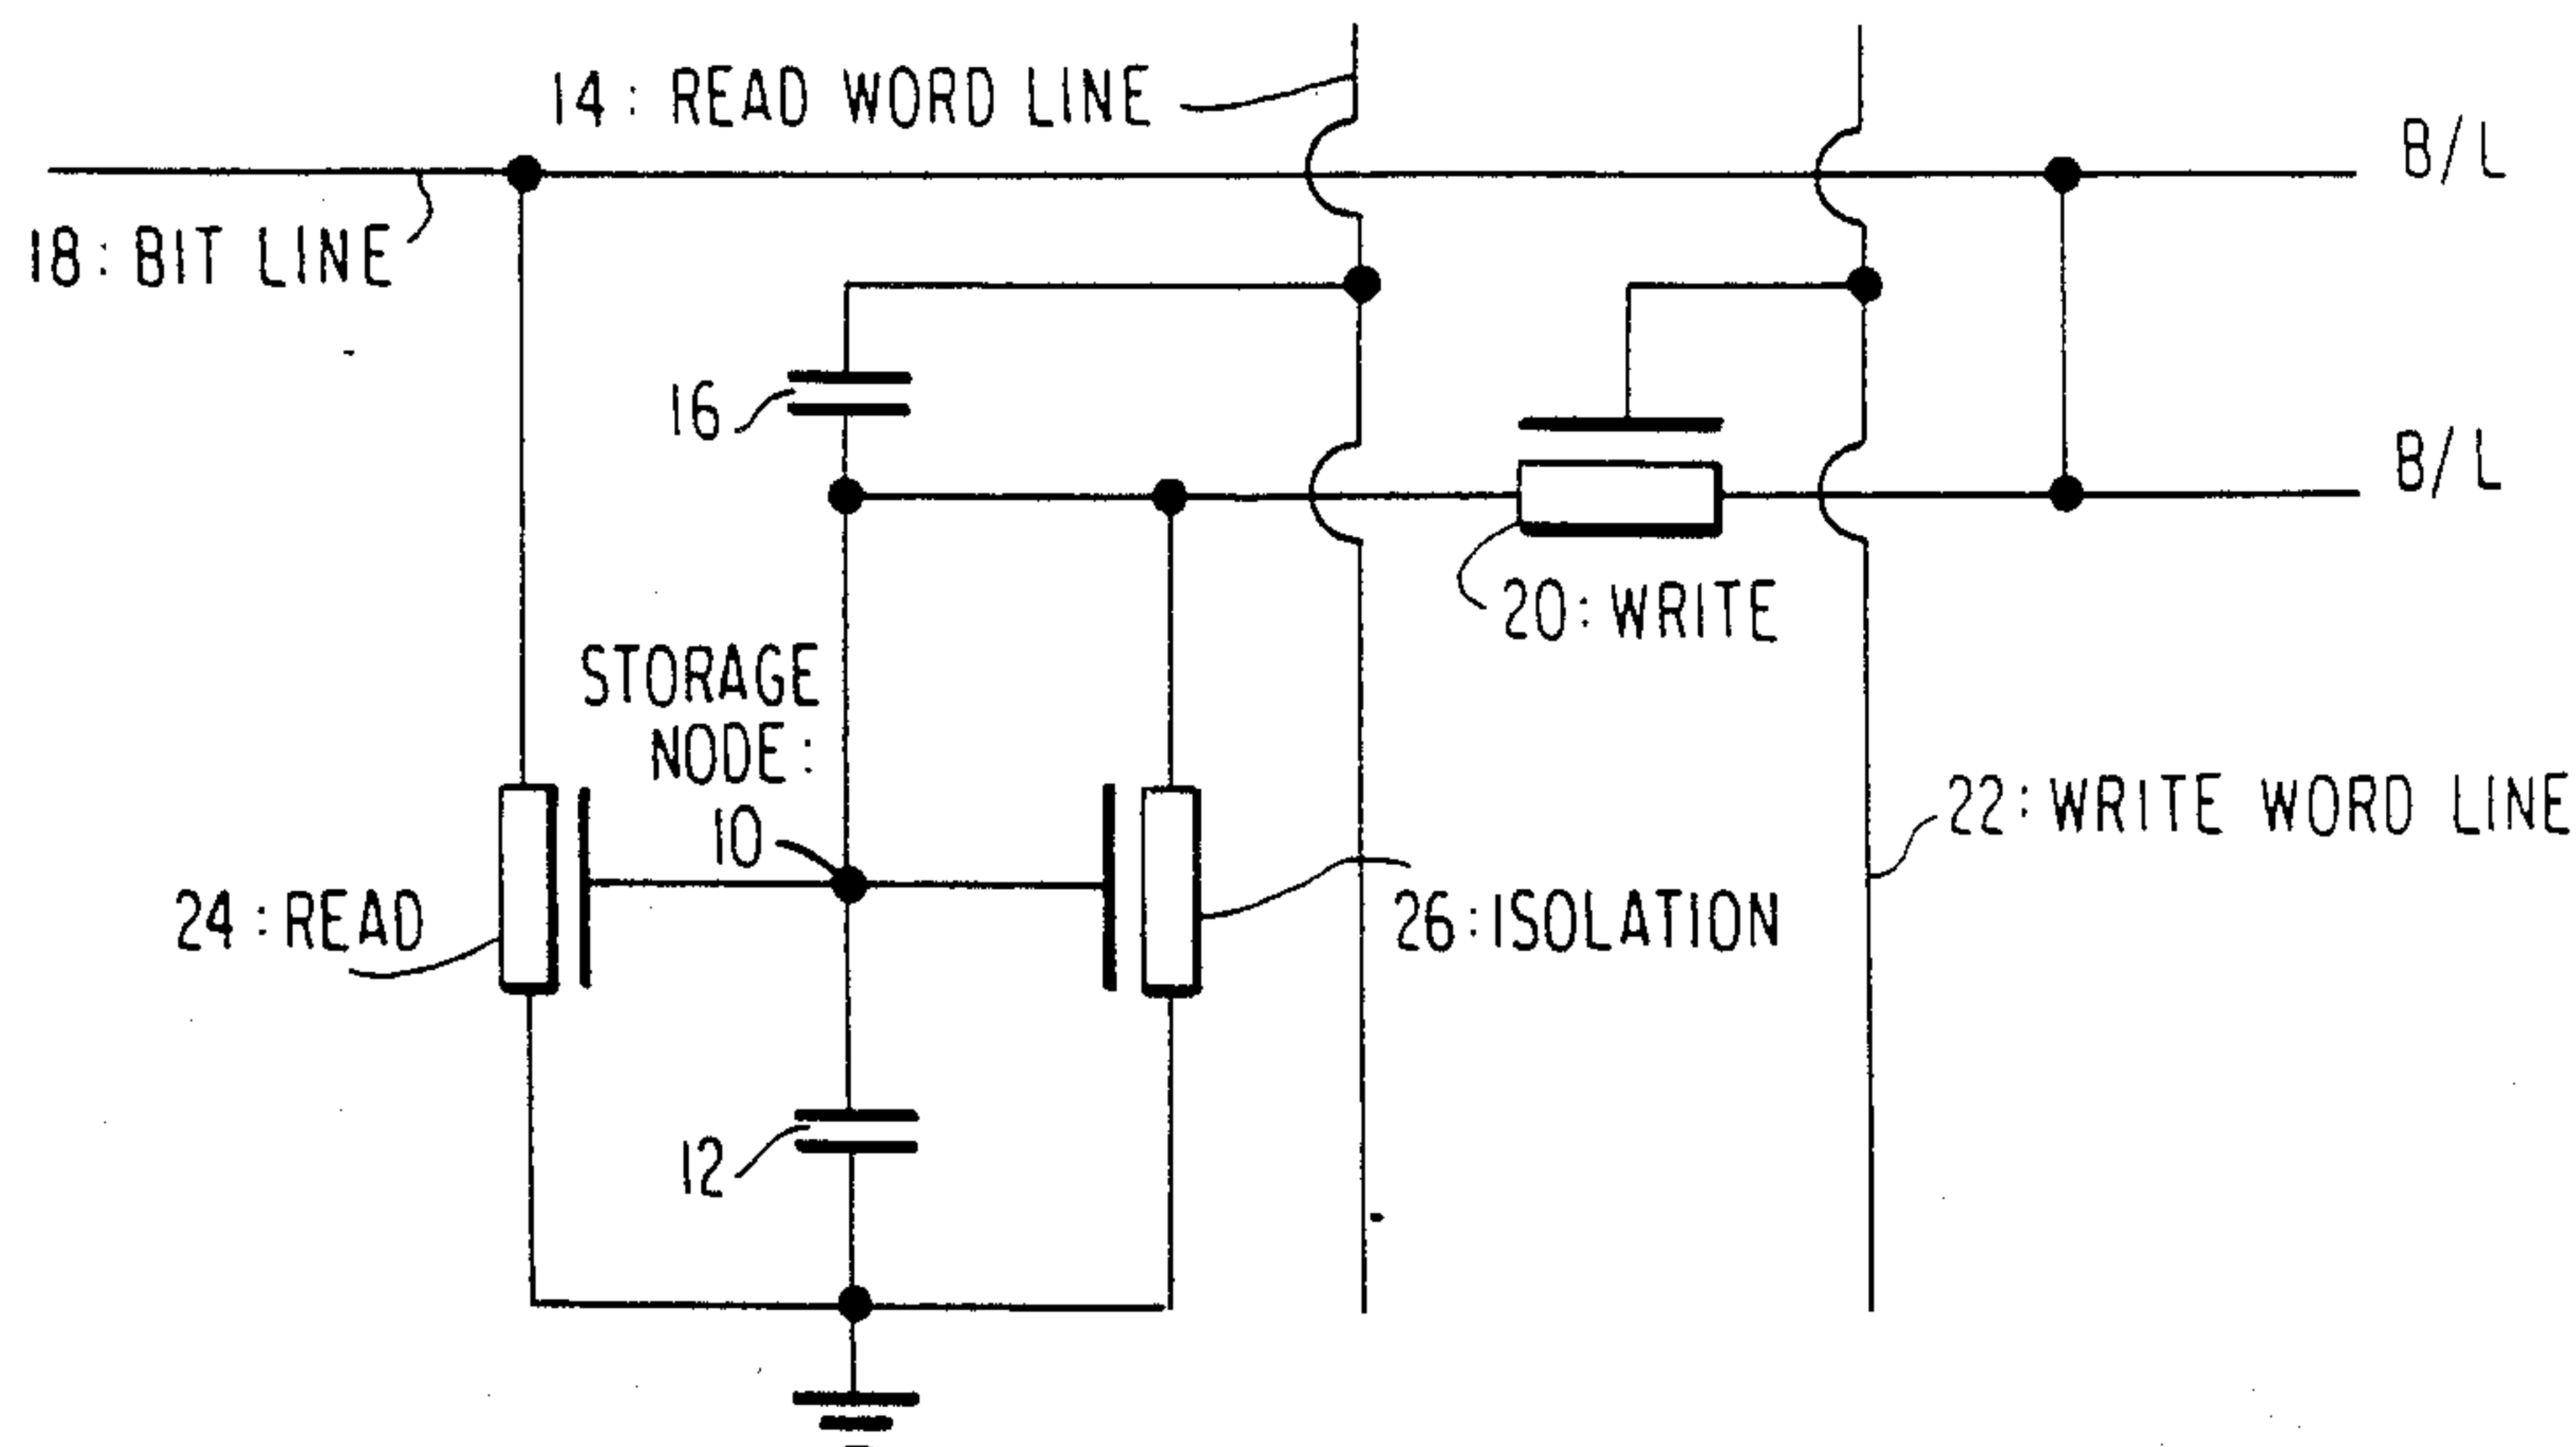 14: READ WORD LINE
B/L
18: BIT LINE
16
B/L
20: WRITE
STORAGE
NODE:
10
22: WRITE WORD LINE
24: READ
26: ISOLATION
12